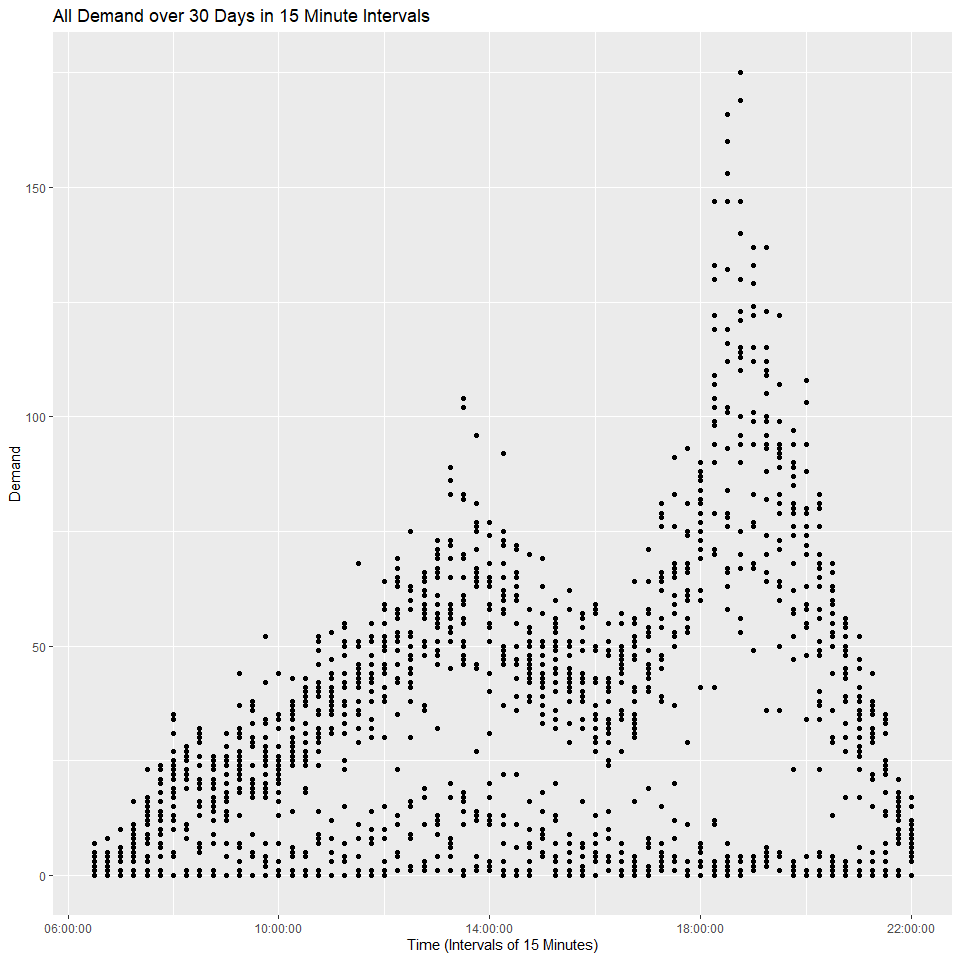 All Demand over 30 Days in 15 Minute Intervals
150
100
50
0
Demand
06:00:00 10:00:00 14:00:00 18:00:00 22:00:00
Time (Intervals of 15 Minutes)